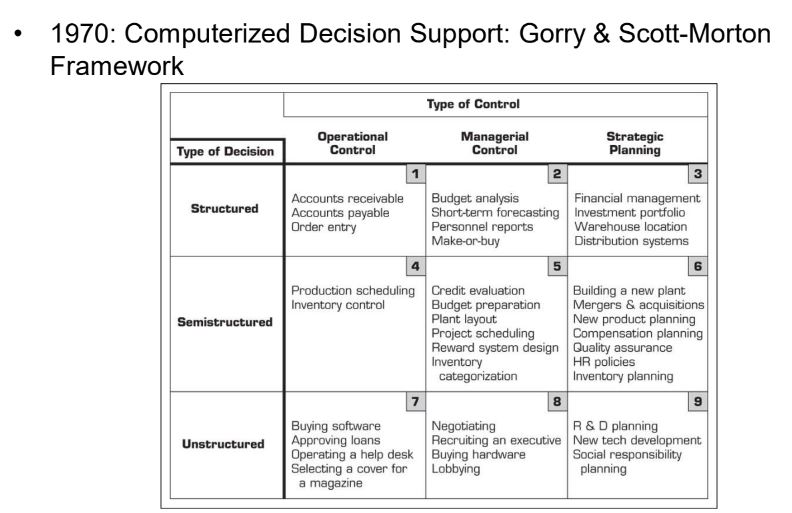 • 1970: Computerized Decision Support: Gorry & Scott-Morton
Framework
Type of Control
Type of Decision
Operational
Control
Managerial
Control
Strategic
Planning
Structured
1
Accounts receivable
Accounts payable
Order entry
2
Budget analysis
Short-term forecasting
Personnel reports
Make-or-buy
3
Financial management
Investment portfolio
Warehouse location
Distribution systems
Semistructured
4
Production scheduling
Inventory control
5
Credit evaluation
Budget preparation
Plant layout
Project scheduling
Reward system design
Inventory
categorization
6
Building a new plant
Mergers & acquisitions
New product planning
Compensation planning
Quality assurance
HR policies
Inventory planning
Unstructured
7
Buying software
Approving loans
Operating a help desk
Selecting a cover for
a magazine
8
Negotiating
Recruiting an executive
Buying hardware
Lobbying
9
R & D planning
New tech development
Social responsibility
planning